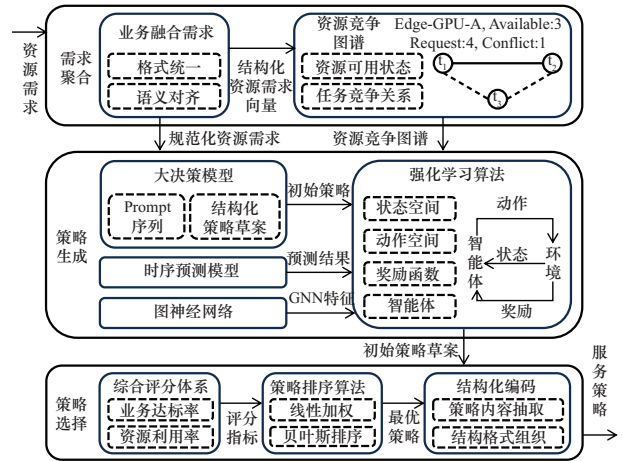 资源需求
需求聚合
业务融合需求
格式统一
语义对齐
结构化
资源需求
向量
资源竞争
图谱
资源可用状态
任务竞争关系
Edge-GPU-A, Available:3
Request:4, Conflict:1
t1
t2
t3
规范化资源需求
资源竞争图谱
策略生成
大决策模型
Prompt
序列
结构化
策略草案
时序预测模型
图神经网络
初始策略
预测结果
GNN特征
强化学习算法
状态空间
动作空间
奖励函数
智能体
动作
智能体
状态
环境
奖励
初始策略草案
策略选择
综合评分体系
业务达标率
资源利用率
评分
指标
策略排序算法
线性加权
贝叶斯排序
最优
策略
结构化编码
策略内容抽取
结构格式组织
服务策略